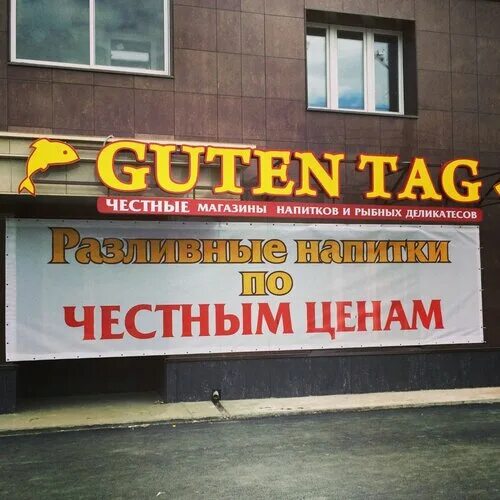 GUTEN TAG
ЧЕСТНЫЕ МАГАЗИНЫ НАПИТКОВ И РЫБНЫХ ДЕЛИКАТЕСОВ
Разливные напитки
по
ЧЕСТНЫМ ЦЕНАМ